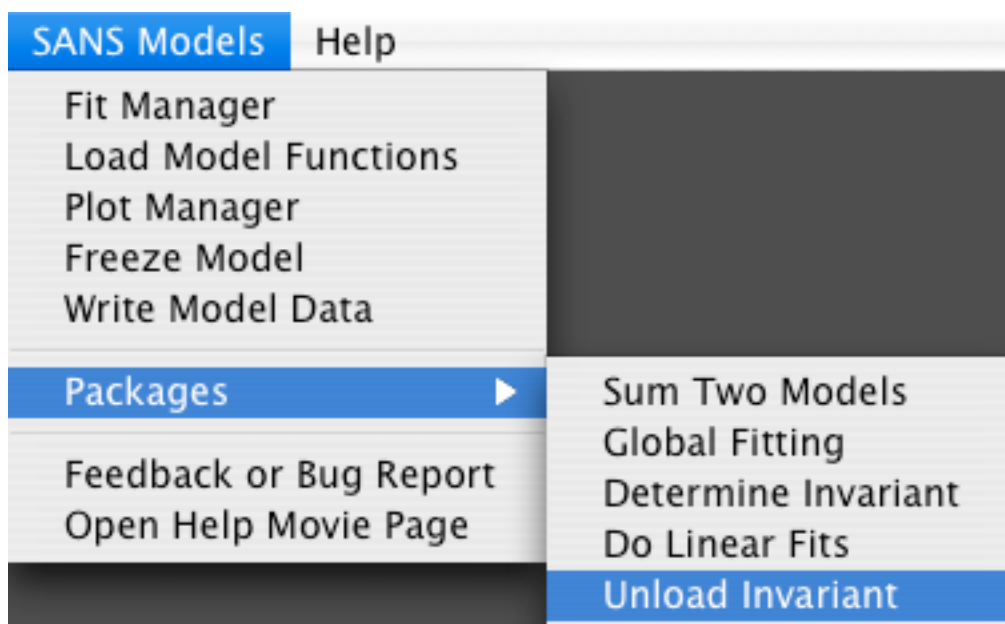 SANS Models Help
Fit Manager
Load Model Functions
Plot Manager
Freeze Model
Write Model Data
Packages
Feedback or Bug Report
Open Help Movie Page
Sum Two Models
Global Fitting
Determine Invariant
Do Linear Fits
Unload Invariant